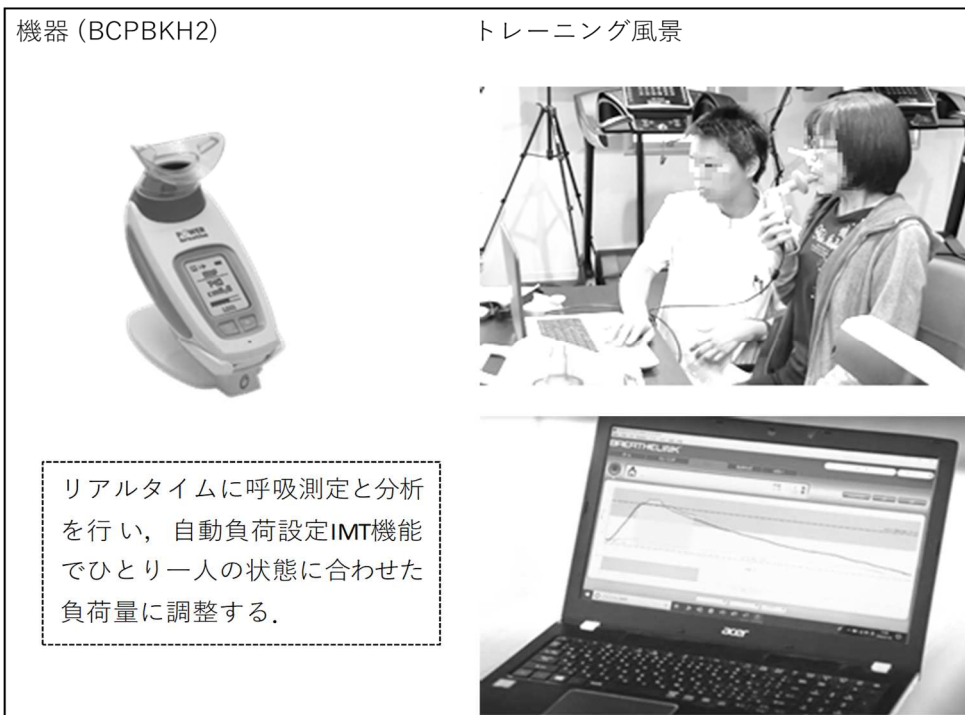 機器 (BCPBKH2)
トレーニング風景
POWER
breathe
リアルタイムに呼吸測定と分析
を行い，自動負荷設定IMT機能
でひとり一人の状態に合わせた
負荷量に調整する．
BREATHELINK
acer